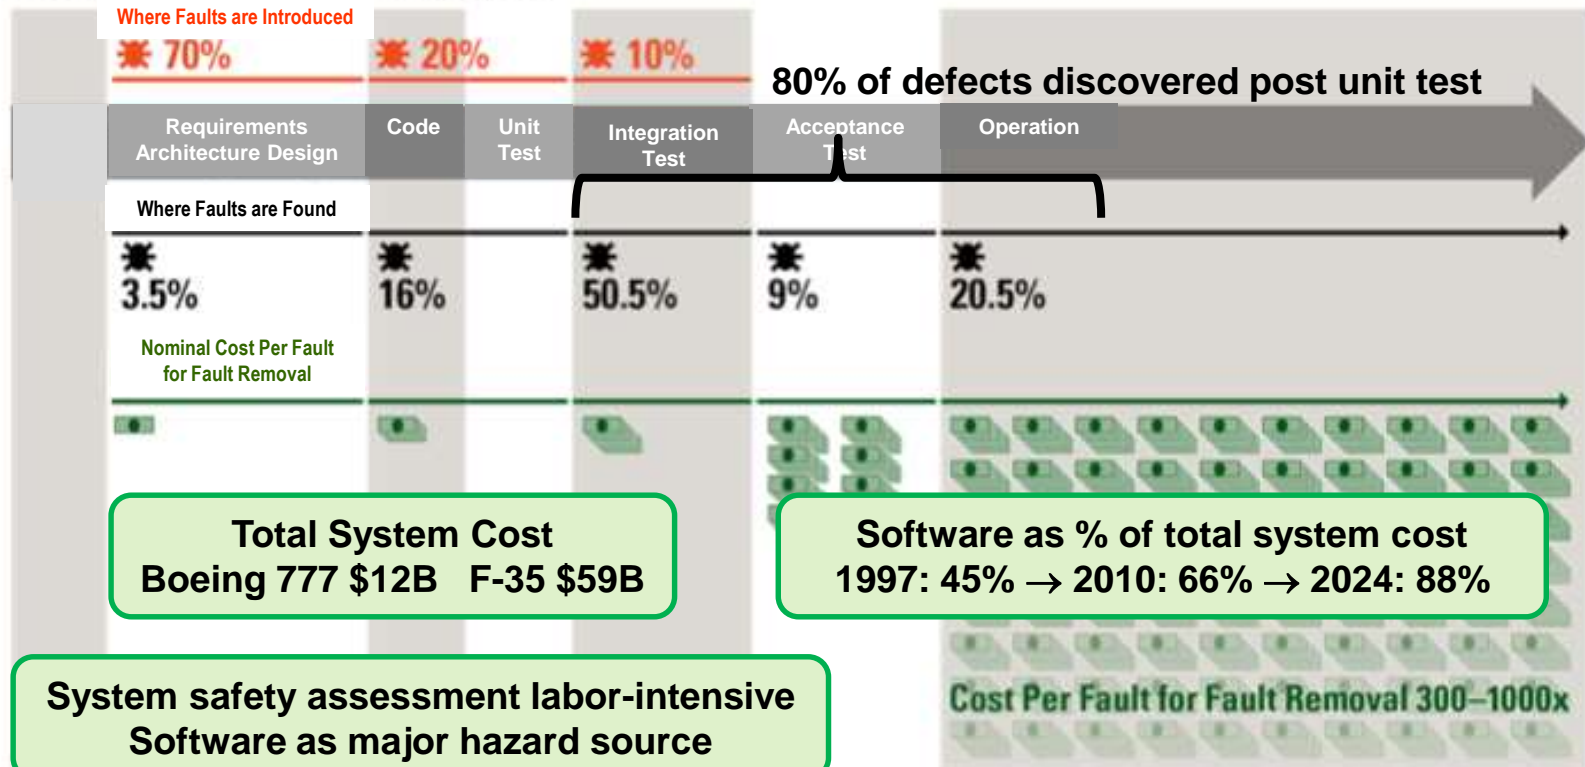 Where Faults are Introduced
70%
20%
10%
80% of defects discovered post unit test
Requirements
Architecture Design
Code
Unit
Test
Integration
Test
Acceptance
Test
Operation
Where Faults are Found
3.5%
16%
50.5%
9%
20.5%
Nominal Cost Per Fault
for Fault Removal
Total System Cost
Boeing 777 $12B F-35 $59B
Software as % of total system cost
1997: 45% → 2010: 66% → 2024: 88%
System safety assessment labor-intensive
Software as major hazard source
Cost Per Fault for Fault Removal 300–1000x